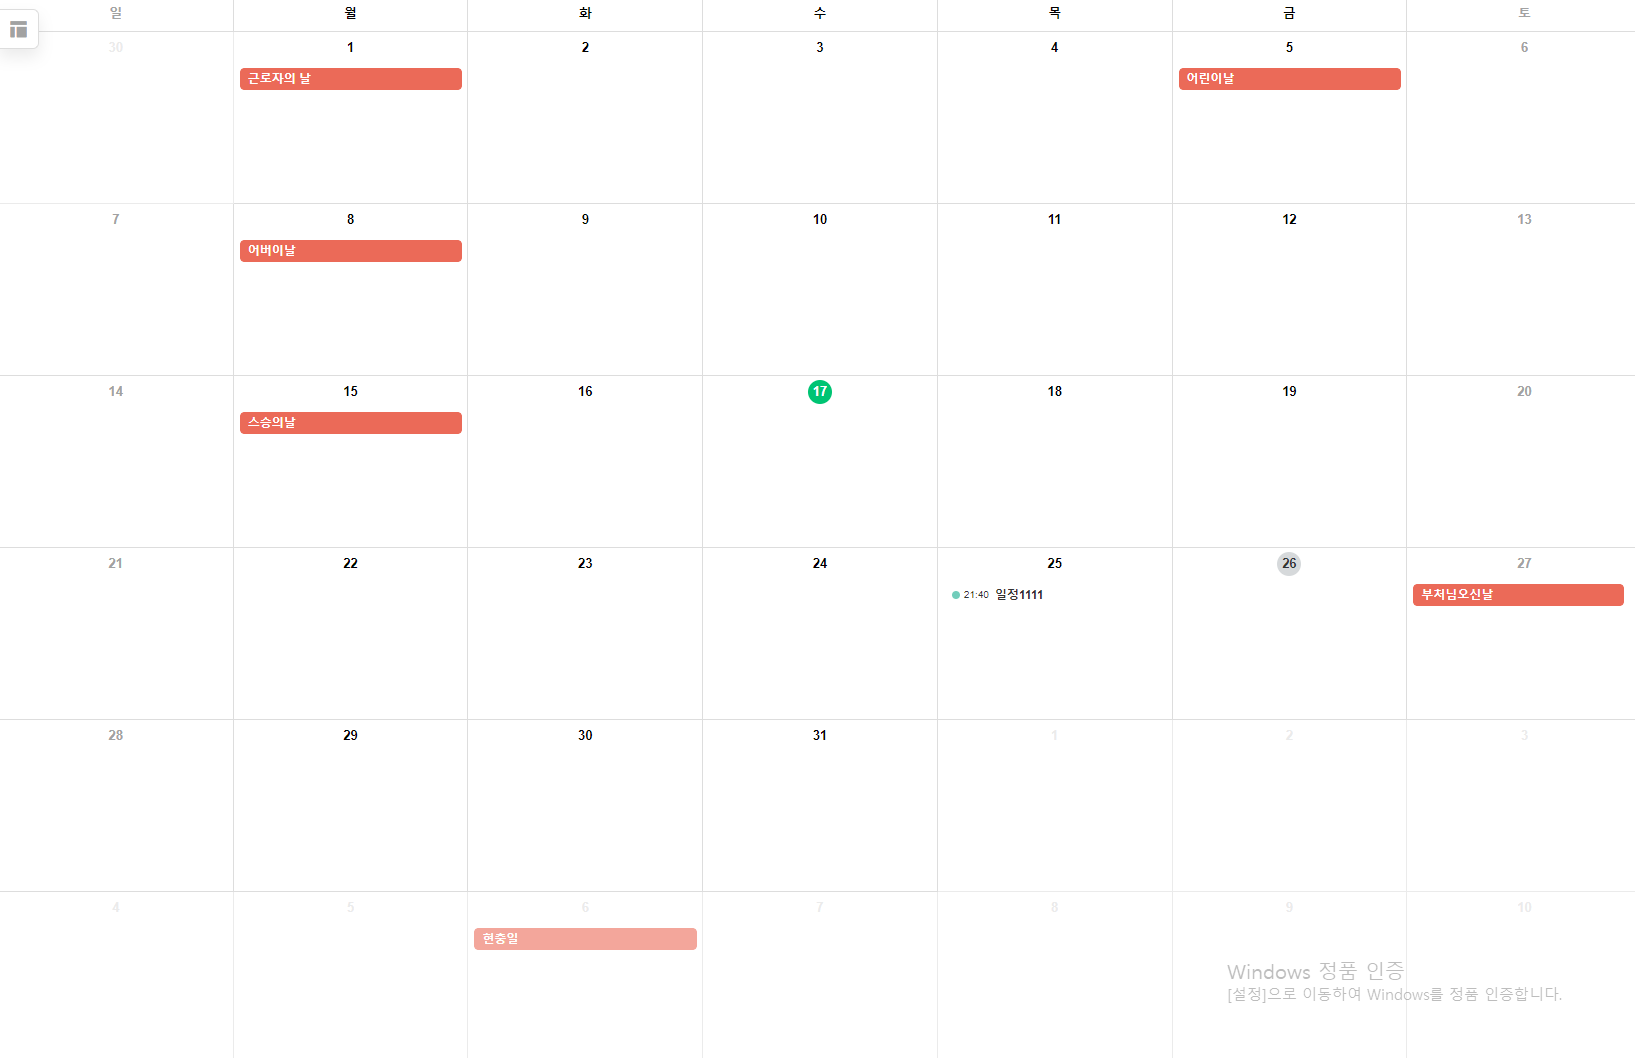 일 월 화 수 목 금 토
30 1 2 3 4 5 6
근로자의 날 어린이날
7 8 9 10 11 12 13
어버이날
14 15 16 17 18 19 20
스승의날
21 22 23 24 25 26 27
21:40 일정1111 부처님오신날
28 29 30 31 1 2 3
4 5 6 7 8 9 10
현충일
Windows 정품 인증
[설정]으로 이동하여 Windows를 정품 인증합니다.